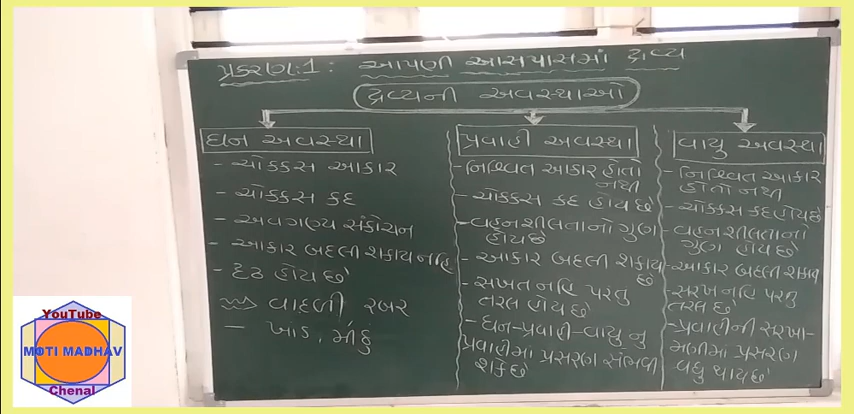 પ્રકરણ:1 : આપણી આસપાસમાં દ્રવ્ય
દ્રવ્યની અવસ્થાઓ
ઘન અવસ્થા
- ચોક્કસ આકાર
- ચોક્કસ કદ
- અવગણ્ય સંકોચન
- આકાર બદલી શકાય નહિ
- દૃઢ હોય છે
વાદળી રબર
- ખાંડ, મીઠું
પ્રવાહી અવસ્થા
- નિશ્ચિત આકાર હોતો
નથી
- ચોક્કસ કદ હોય છે
- વહનશીલતાનો ગુણ
હોય છે
- આકાર બદલી શકાય
છે
- સખત નહિ પરંતુ
તરલ હોય છે
- ઘન-પ્રવાહી-વાયુ નુ
પ્રવાહીમાં પ્રસરણ સંભવી
શકે છે
વાયુ અવસ્થા
- નિશ્ચિત આકાર
હોતો નથી
- ચોક્કસ કદ હોય છે
- વહનશીલતાનો
ગુણ હોય છે
- આકાર બદલી શકાય
- સખત નહિ પરંતુ
તરલ છે
- પ્રવાહીની સરખા-
મણીમાં પ્રસરણ
વધુ થાય છે
YouTube
MOTI MADHAV
Chenal